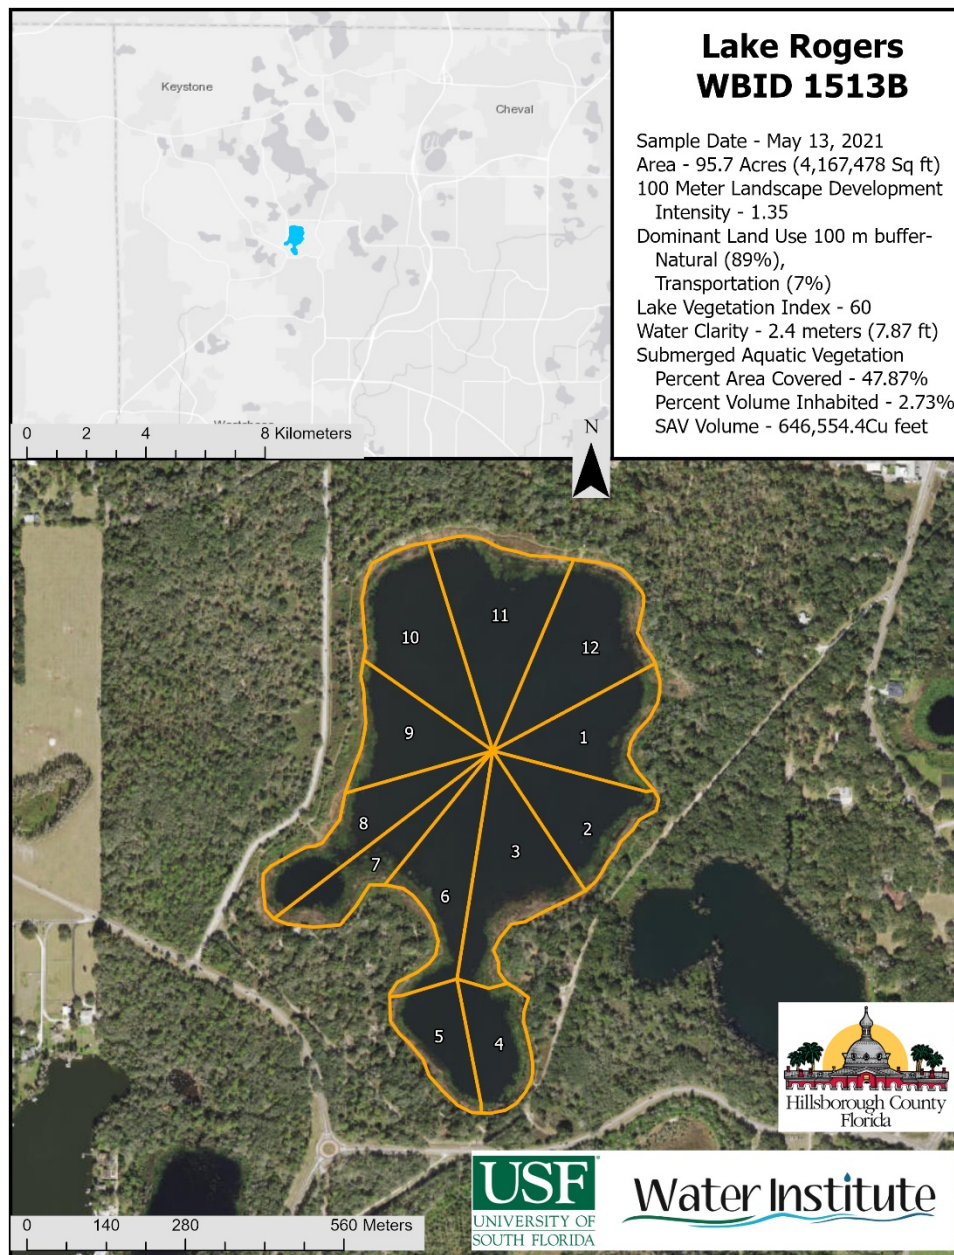 Lake Rogers
WBID 1513B
Sample Date - May 13, 2021
Area - 95.7 Acres (4,167,478 Sq ft)
100 Meter Landscape Development
Intensity - 1.35
Dominant Land Use 100 m buffer-
Natural (89%),
Transportation (7%)
Lake Vegetation Index - 60
Water Clarity - 2.4 meters (7.87 ft)
Submerged Aquatic Vegetation
Percent Area Covered - 47.87%
Percent Volume Inhabited - 2.73%
SAV Volume - 646,554.4Cu feet
Keystone
Cheval
0 2 4 8 Kilometers
N
11
10
12
9
1
8
2
3
7
6
5
4
Hillsborough County
Florida
USF
UNIVERSITY OF
SOUTH FLORIDA
Water Institute
0 140 280 560 Meters